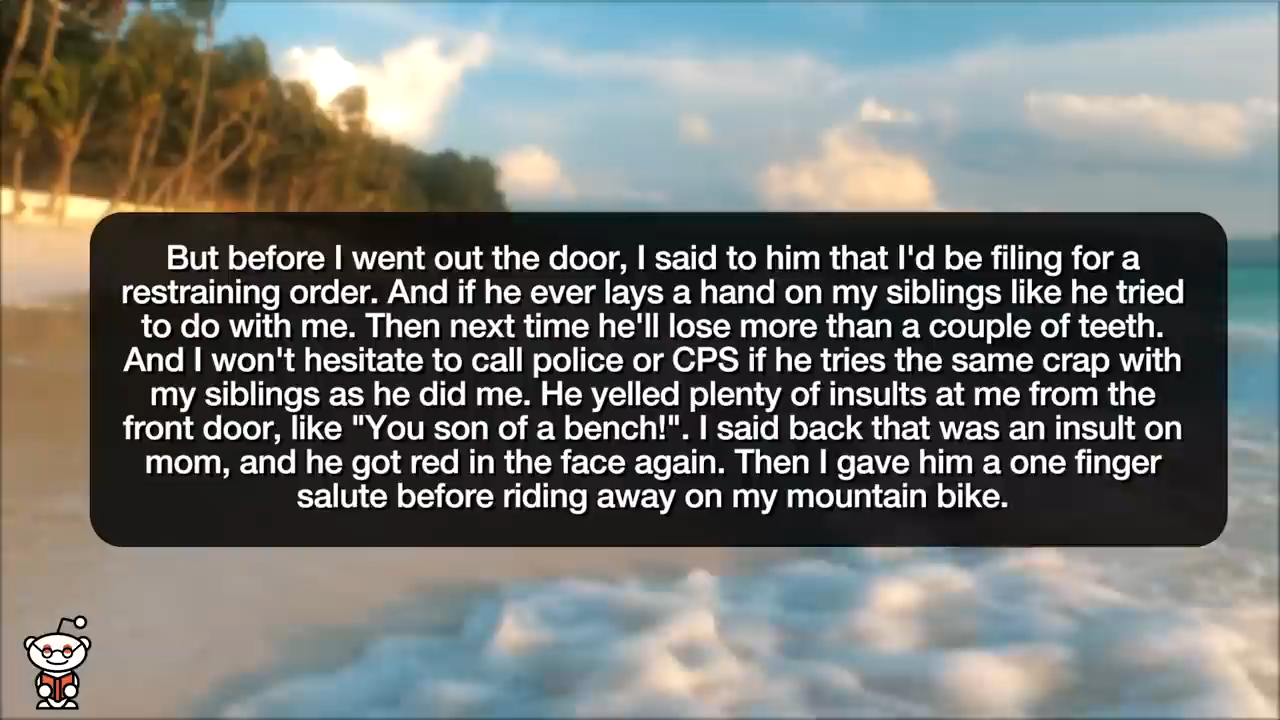 But before I went out the door, I said to him that I'd be filing for a
restraining order. And if he ever lays a hand on my siblings like he tried
to do with me. Then next time he'll lose more than a couple of teeth.
And I won't hesitate to call police or CPS if he tries the same crap with
my siblings as he did me. He yelled plenty of insults at me from the
front door, like "You son of a bench!". I said back that was an insult on
mom, and he got red in the face again. Then I gave him a one finger
salute before riding away on my mountain bike.